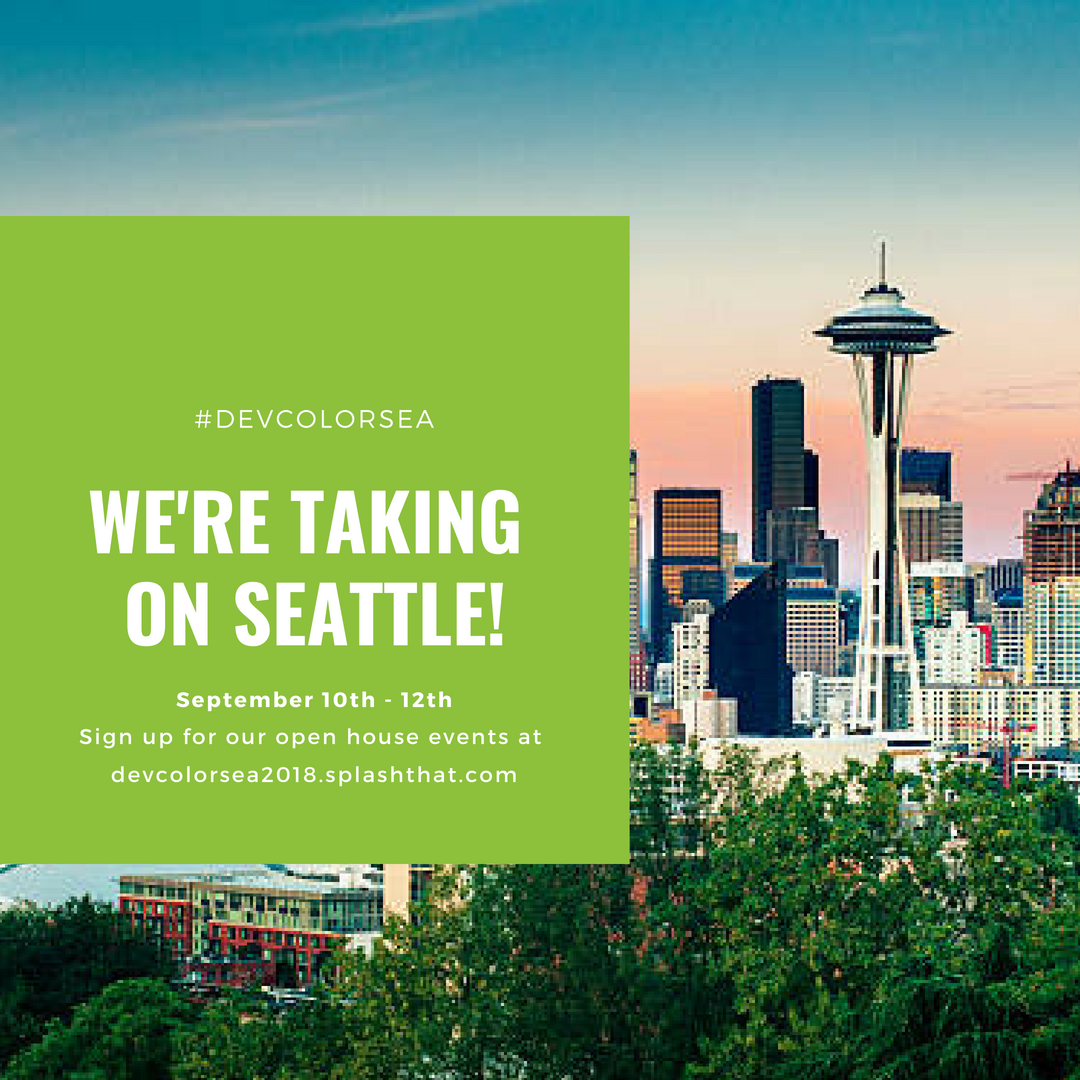 #DEVCOLORSEA
WE'RE TAKING
ON SEATTLE!
September 10th - 12th
Sign up for our open house events at
devcolorsea2018.splashthat.com